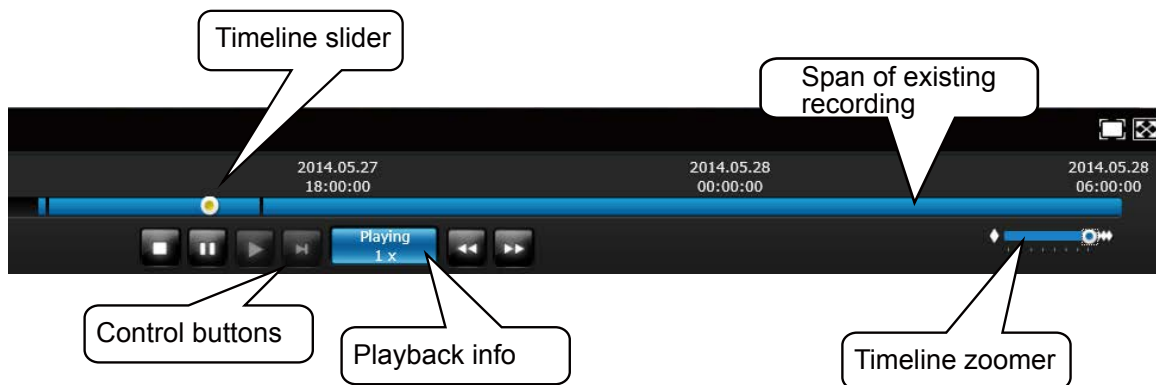 Timeline slider
Span of existing
recording
2014.05.27
18:00:00
2014.05.28
00:00:00
2014.05.28
06:00:00
Playing
1 x
Control buttons
Playback info
Timeline zoomer